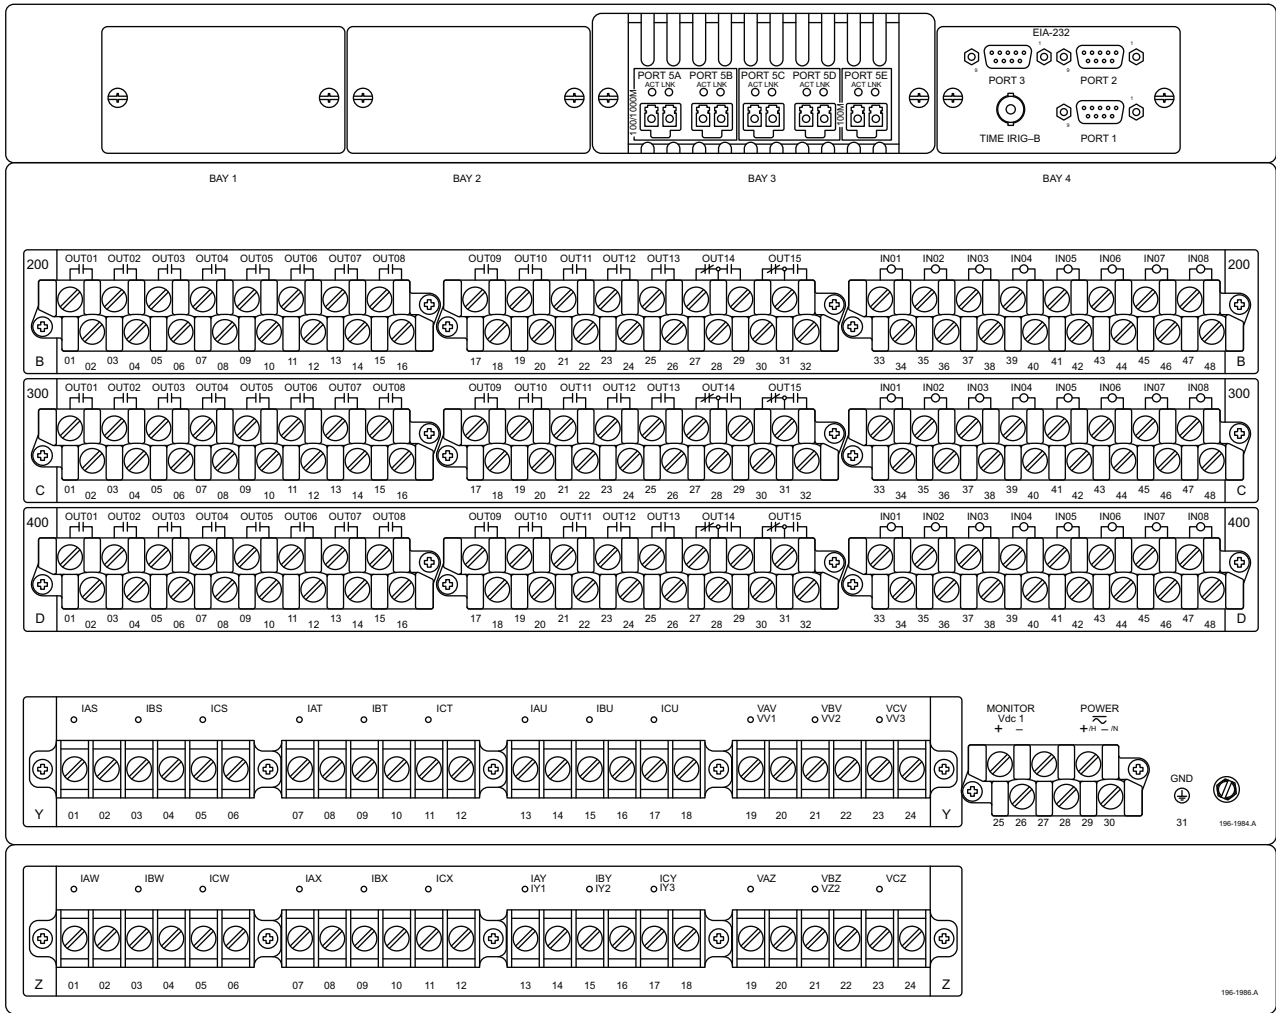 EIA-232
PORT 5A PORT 5B PORT 5C PORT 5D PORT 5E
ACT LNK ACT LNK ACT LNK ACT LNK ACT LNK
100/1000M 100M
9 1 9 1
PORT 3 PORT 2
9 1
TIME IRIG–B PORT 1
BAY 1 BAY 2 BAY 3 BAY 4
200 OUT01 OUT02 OUT03 OUT04 OUT05 OUT06 OUT07 OUT08 OUT09 OUT10 OUT11 OUT12 OUT13 OUT14 OUT15 IN01 IN02 IN03 IN04 IN05 IN06 IN07 IN08 200
B 01 02 03 04 05 06 07 08 09 10 11 12 13 14 15 16 17 18 19 20 21 22 23 24 25 26 27 28 29 30 31 32 33 34 35 36 37 38 39 40 41 42 43 44 45 46 47 48 B
300 OUT01 OUT02 OUT03 OUT04 OUT05 OUT06 OUT07 OUT08 OUT09 OUT10 OUT11 OUT12 OUT13 OUT14 OUT15 IN01 IN02 IN03 IN04 IN05 IN06 IN07 IN08 300
C 01 02 03 04 05 06 07 08 09 10 11 12 13 14 15 16 17 18 19 20 21 22 23 24 25 26 27 28 29 30 31 32 33 34 35 36 37 38 39 40 41 42 43 44 45 46 47 48 C
400 OUT01 OUT02 OUT03 OUT04 OUT05 OUT06 OUT07 OUT08 OUT09 OUT10 OUT11 OUT12 OUT13 OUT14 OUT15 IN01 IN02 IN03 IN04 IN05 IN06 IN07 IN08 400
D 01 02 03 04 05 06 07 08 09 10 11 12 13 14 15 16 17 18 19 20 21 22 23 24 25 26 27 28 29 30 31 32 33 34 35 36 37 38 39 40 41 42 43 44 45 46 47 48 D
IAS IBS ICS IAT IBT ICT IAU IBU ICU VAV VBV VCV
VV1 VV2 VV3
MONITOR POWER
Vdc 1
+ – +/H –/N
GND
Y 01 02 03 04 05 06 07 08 09 10 11 12 13 14 15 16 17 18 19 20 21 22 23 24 Y
25 26 27 28 29 30 31 196-1984.A
IAW IBW ICW IAX IBX ICX IAY IBY ICY VAZ VBZ VCZ
IY1 IY2 IY3 VZ2
Z 01 02 03 04 05 06 07 08 09 10 11 12 13 14 15 16 17 18 19 20 21 22 23 24 Z
196-1986.A